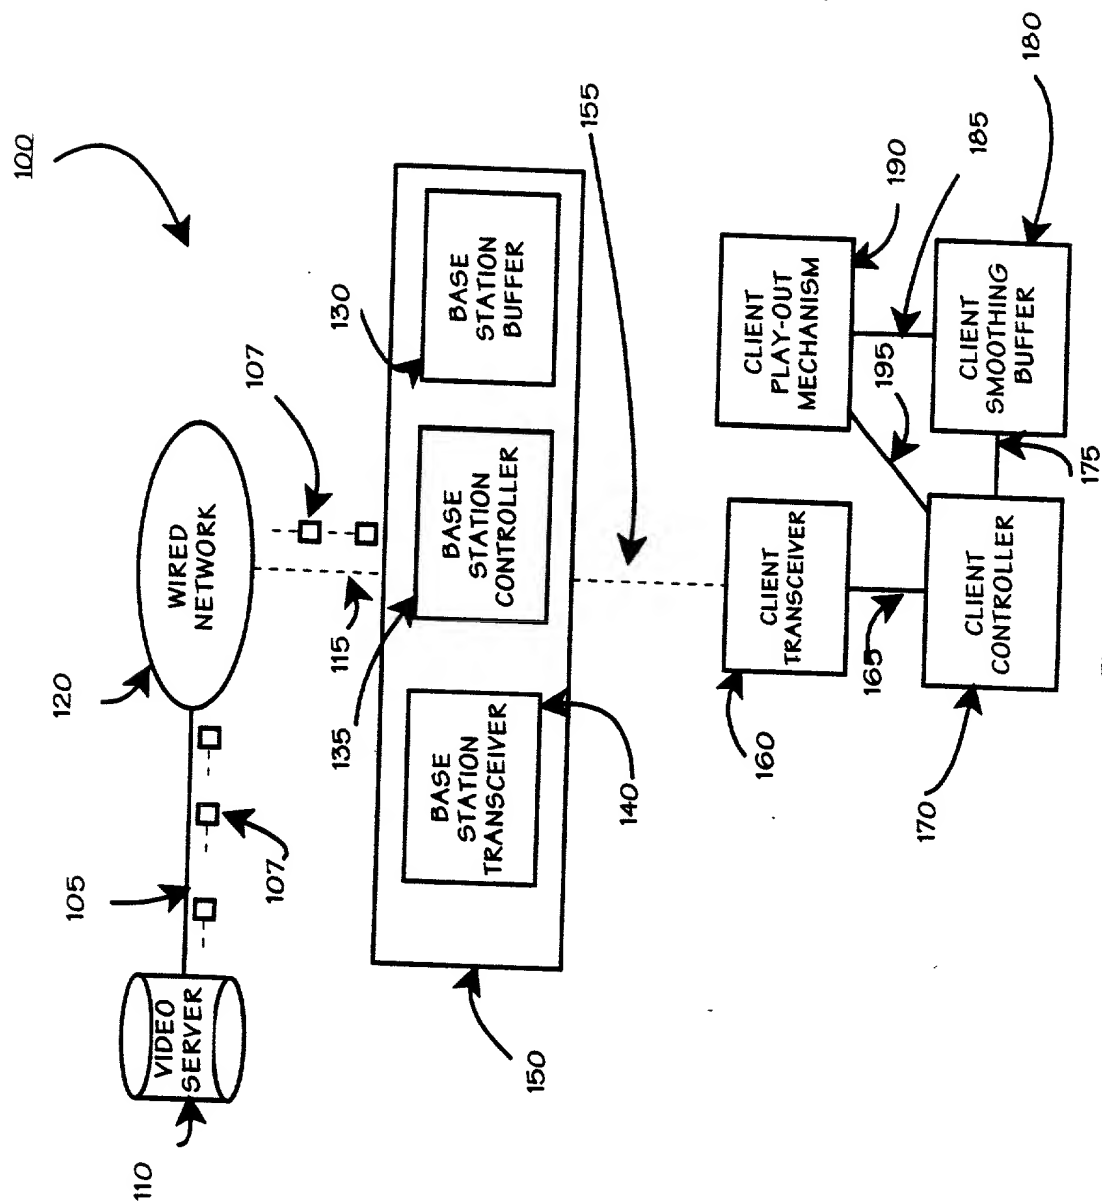 100
110
VIDEO
SERVER
105
107
120
WIRED
NETWORK
107
115
130
135
140
150
BASE
STATION
TRANSCEIVER
BASE
STATION
CONTROLLER
BASE
STATION
BUFFER
155
160
CLIENT
TRANSCEIVER
165
170
CLIENT
CONTROLLER
175
195
CLIENT
PLAY-OUT
MECHANISM
190
185
CLIENT
SMOOTHING
BUFFER
180